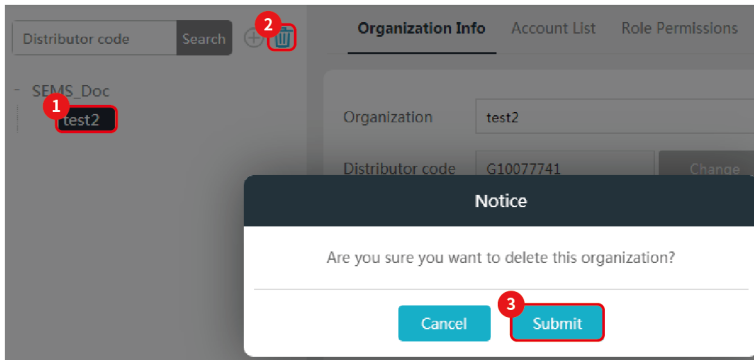 Distributor code Search 2 Organization Info Account List Role Permissions
SEMS_Doc
1
test2
Organization test2
Distributor code G10077741 Change
Notice
Are you sure you want to delete this organization?
3
Cancel Submit